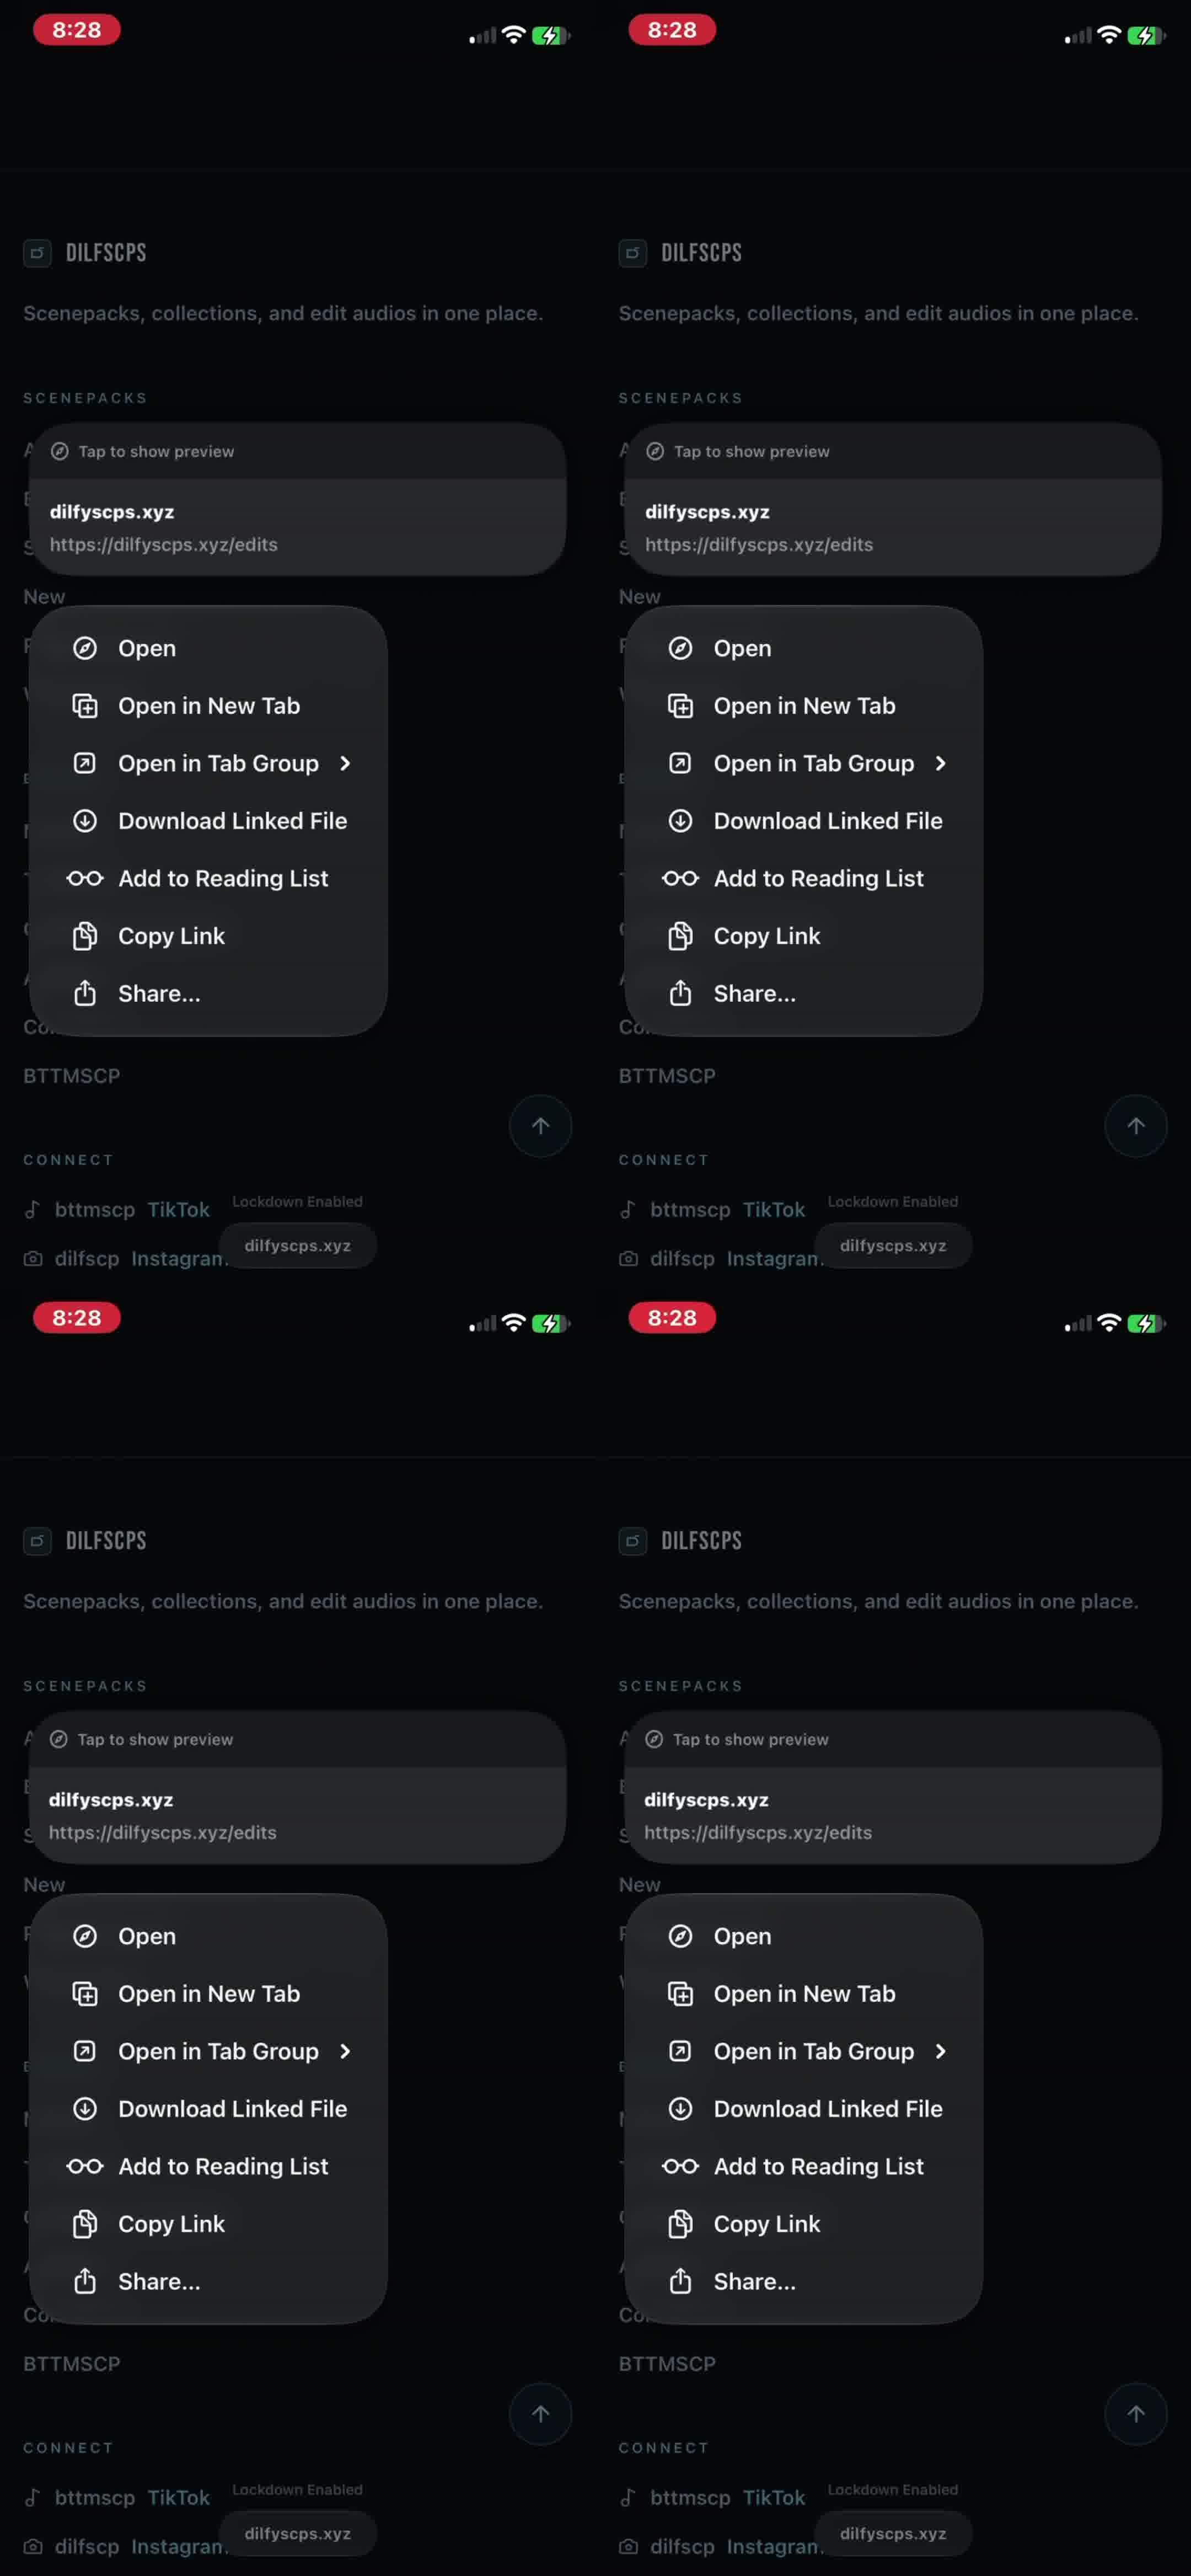 8:28 8:28
DILFSCPS DILFSCPS
Scenepacks, collections, and edit audios in one place. Scenepacks, collections, and edit audios in one place.
SCENEPACKS SCENEPACKS
Tap to show preview Tap to show preview
dilfyscps.xyz dilfyscps.xyz
https://dilfyscps.xyz/edits https://dilfyscps.xyz/edits
New New
Open Open
Open in New Tab Open in New Tab
Open in Tab Group Open in Tab Group
Download Linked File Download Linked File
Add to Reading List Add to Reading List
Copy Link Copy Link
Share... Share...
BTTMSCP BTTMSCP
CONNECT CONNECT
bttmscp TikTok Lockdown Enabled bttmscp TikTok Lockdown Enabled
dilfscp Instagram dilfyscps.xyz dilfscp Instagram dilfyscps.xyz
8:28 8:28
DILFSCPS DILFSCPS
Scenepacks, collections, and edit audios in one place. Scenepacks, collections, and edit audios in one place.
SCENEPACKS SCENEPACKS
Tap to show preview Tap to show preview
dilfyscps.xyz dilfyscps.xyz
https://dilfyscps.xyz/edits https://dilfyscps.xyz/edits
New New
Open Open
Open in New Tab Open in New Tab
Open in Tab Group Open in Tab Group
Download Linked File Download Linked File
Add to Reading List Add to Reading List
Copy Link Copy Link
Share... Share...
BTTMSCP BTTMSCP
CONNECT CONNECT
bttmscp TikTok Lockdown Enabled bttmscp TikTok Lockdown Enabled
dilfscp Instagram dilfyscps.xyz dilfscp Instagram dilfyscps.xyz